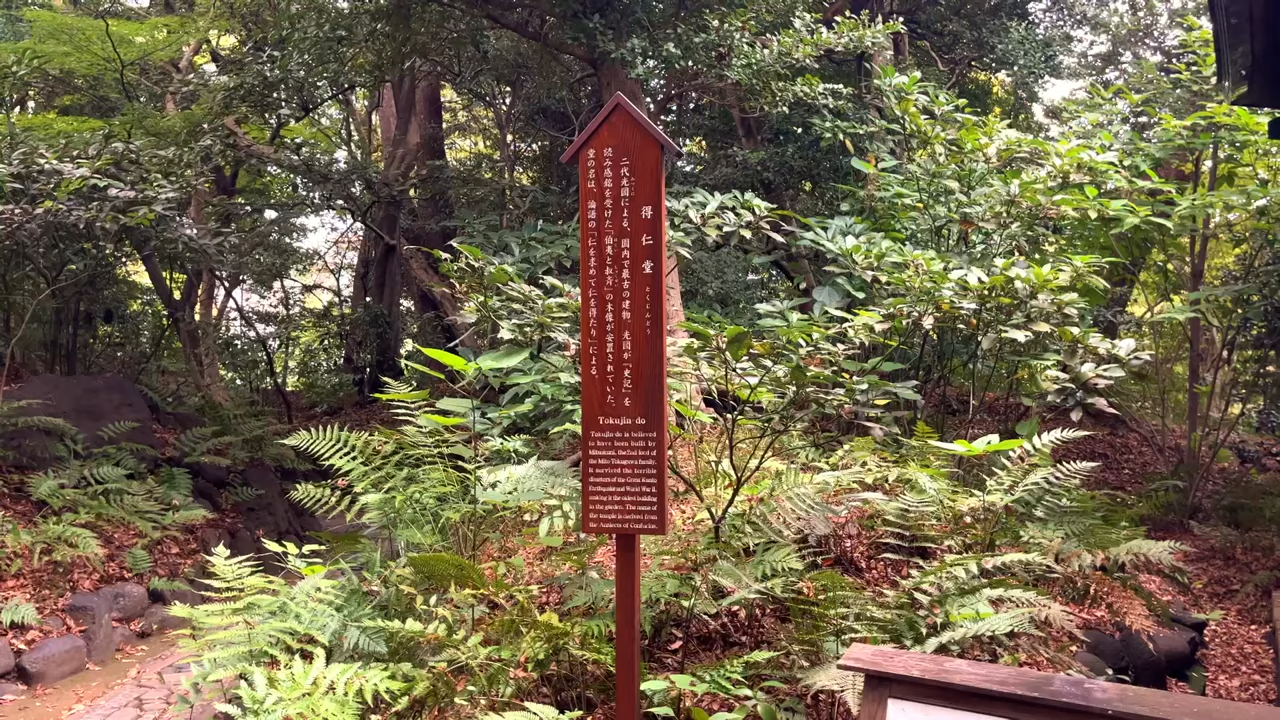 得仁堂 とくじんどう
二代光圀による、園内で最古の建物。光圀が『史記』を
みつくに
読み感銘を受けた「伯夷と叔斉」の木像が安置されていた。
堂の名は、論語の「仁を求めて仁を得たり」による。
Tokujin-do
Tokujin-do is believed
to have been built by
Mitsukuni, the 2nd lord of
the Mito Tokugawa family.
It survived the terrible
disasters of the Great Kanto
Earthquake and World War II,
making it the oldest building
in the garden. The name of
the temple is derived from
the Analects of Confucius.